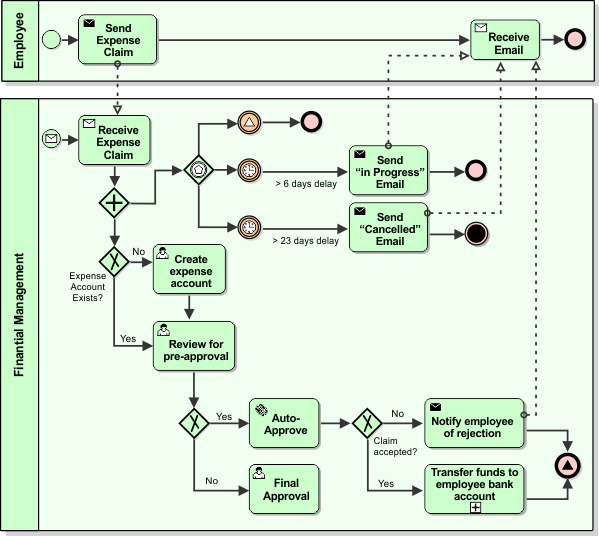 Employee
Send
Expense
Claim
Receive
Email
Finantial Management
Receive
Expense
Claim
Send
“in Progress”
Email
> 6 days delay
Send
“Cancelled”
Email
> 23 days delay
No
Create
expense
account
Expense
Account
Exists?
Yes
Review for
pre-approval
Yes
Auto-
Approve
No
Notify employee
of rejection
Claim
accepted?
No
Final
Approval
Yes
Transfer funds to
employee bank
account